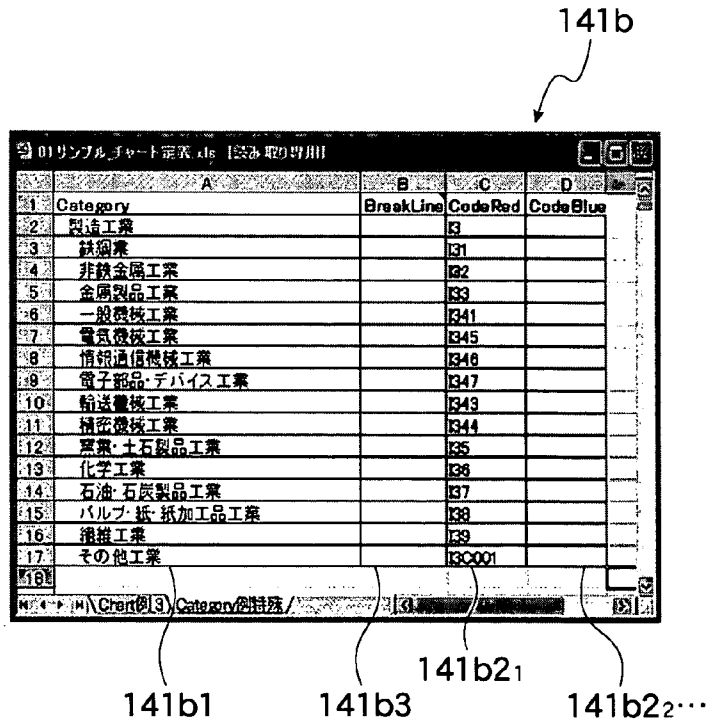 141b
01サンプル_チャート定義.xls [読み取り専用]
A B C D
1 Category BreakLine CodeRed CodeBlue
2 製造工業 I3
3 鉄鋼業 I31
4 非鉄金属工業 I32
5 金属製品工業 I33
6 一般機械工業 I341
7 電気機械工業 I345
8 情報通信機械工業 I346
9 電子部品・デバイス工業 I347
10 輸送機械工業 I343
11 精密機械工業 I344
12 窯業・土石製品工業 I35
13 化学工業 I36
14 石油・石炭製品工業 I37
15 パルプ・紙・紙加工品工業 I38
16 繊維工業 I39
17 その他工業 I3C001
18
Chart例(3) Category例特殊
141b1 141b3 141b2₁ 141b2₂…